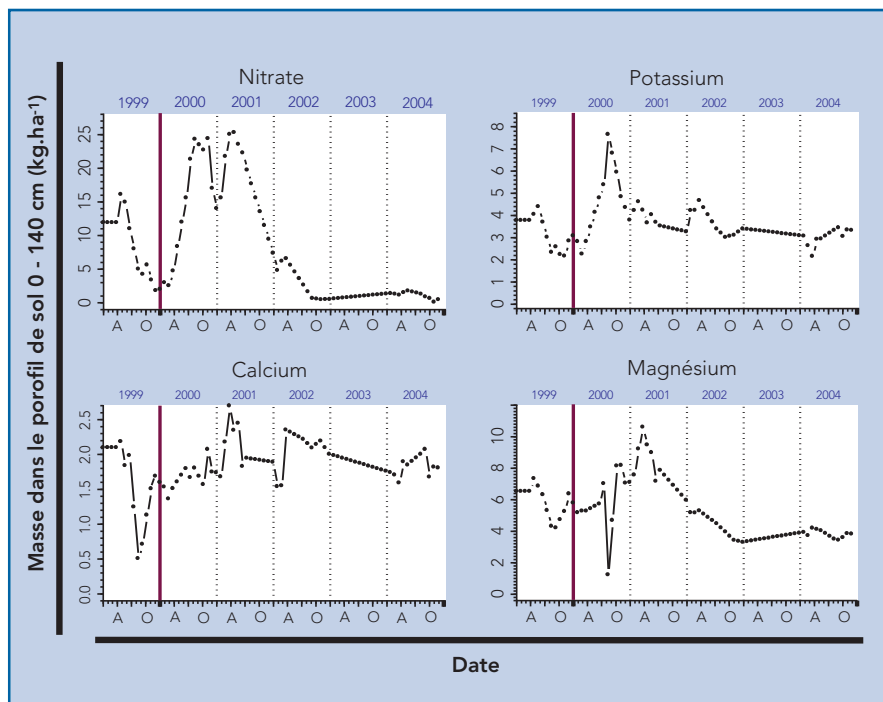 Masse dans le porofil de sol 0 - 140 cm (kg.ha-1)
Nitrate
1999 2000 2001 2002 2003 2004
25
20
15
10
5
0
A O A O A O A O A O A O
Potassium
1999 2000 2001 2002 2003 2004
8
7
6
5
4
3
2
1
0
A O A O A O A O A O A O
Calcium
1999 2000 2001 2002 2003 2004
2.5
2.0
1.5
1.0
0.5
0.0
A O A O A O A O A O A O
Magnésium
1999 2000 2001 2002 2003 2004
10
8
6
4
2
0
A O A O A O A O A O A O
Date